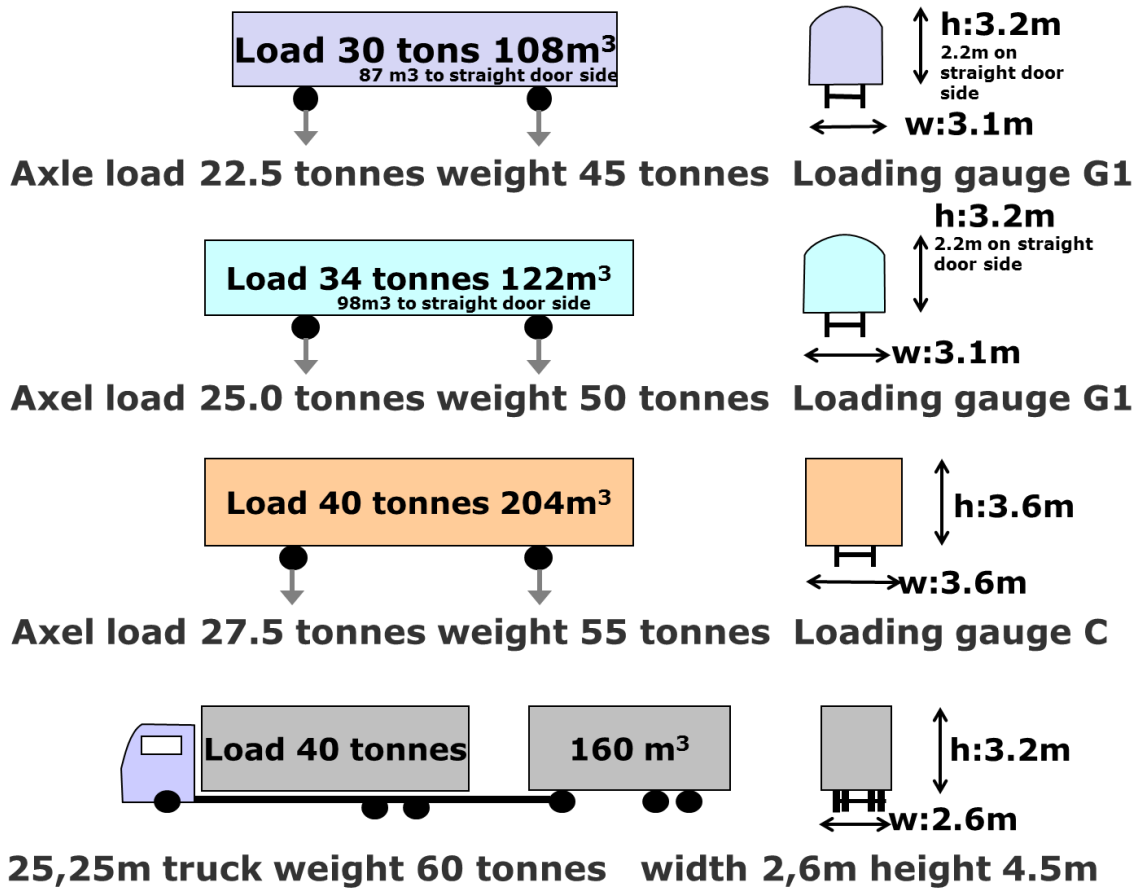 Load 30 tons 108m³
87 m3 to straight door side
h:3.2m
2.2m on
straight door
side
w:3.1m
Axle load 22.5 tonnes weight 45 tonnes Loading gauge G1
Load 34 tonnes 122m³
98m3 to straight door side
h:3.2m
2.2m on straight
door side
w:3.1m
Axel load 25.0 tonnes weight 50 tonnes Loading gauge G1
Load 40 tonnes 204m³
h:3.6m
w:3.6m
Axel load 27.5 tonnes weight 55 tonnes Loading gauge C
Load 40 tonnes
160 m³
h:3.2m
w:2.6m
25,25m truck weight 60 tonnes width 2,6m height 4.5m